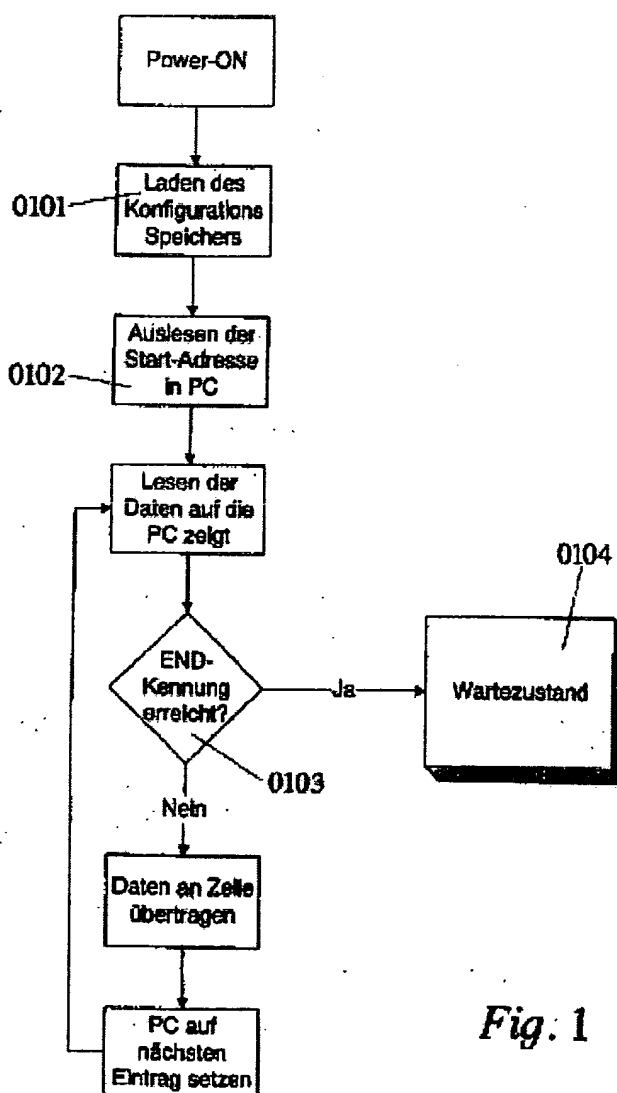 Power-ON
0101
Laden des
Konfigurations
Speichers
0102
Auslesen der
Start-Adresse
in PC
Lesen der
Daten auf die
PC zeigt
0104
END-
Kennung
erreicht?
Ja
Wartezustand
0103
Nein
Daten an Zelle
übertragen
PC auf
nächsten
Eintrag setzen
Fig. 1